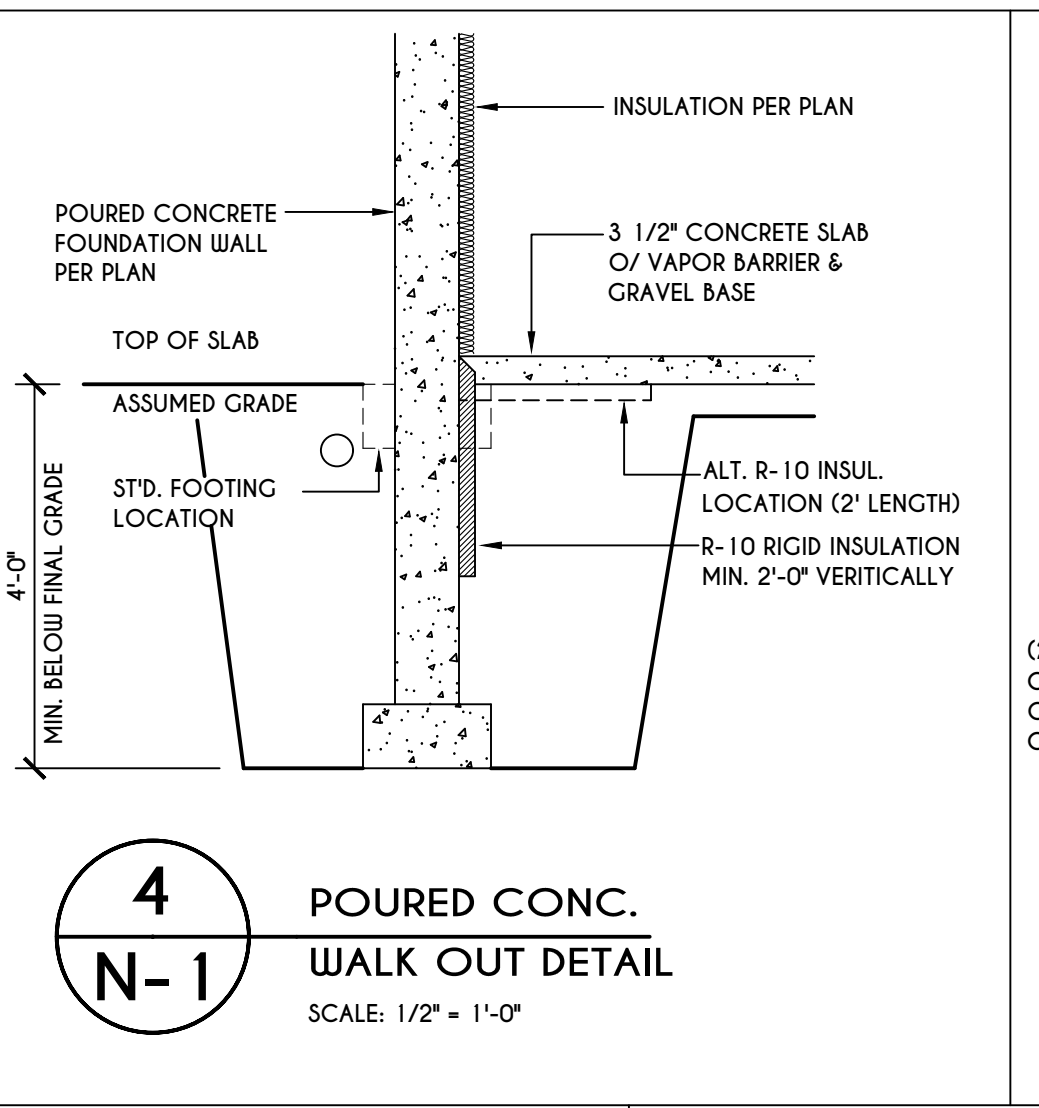 INSULATION PER PLAN
POURED CONCRETE
FOUNDATION WALL
PER PLAN
3 1/2" CONCRETE SLAB
O/ VAPOR BARRIER &
GRAVEL BASE
TOP OF SLAB
ASSUMED GRADE
ST'D. FOOTING
LOCATION
4'-0"
MIN. BELOW FINAL GRADE
ALT. R-10 INSUL.
LOCATION (2' LENGTH)
R-10 RIGID INSULATION
MIN. 2'-0" VERITICALLY
4
N-1
POURED CONC.
WALK OUT DETAIL
SCALE: 1/2" = 1'-0"